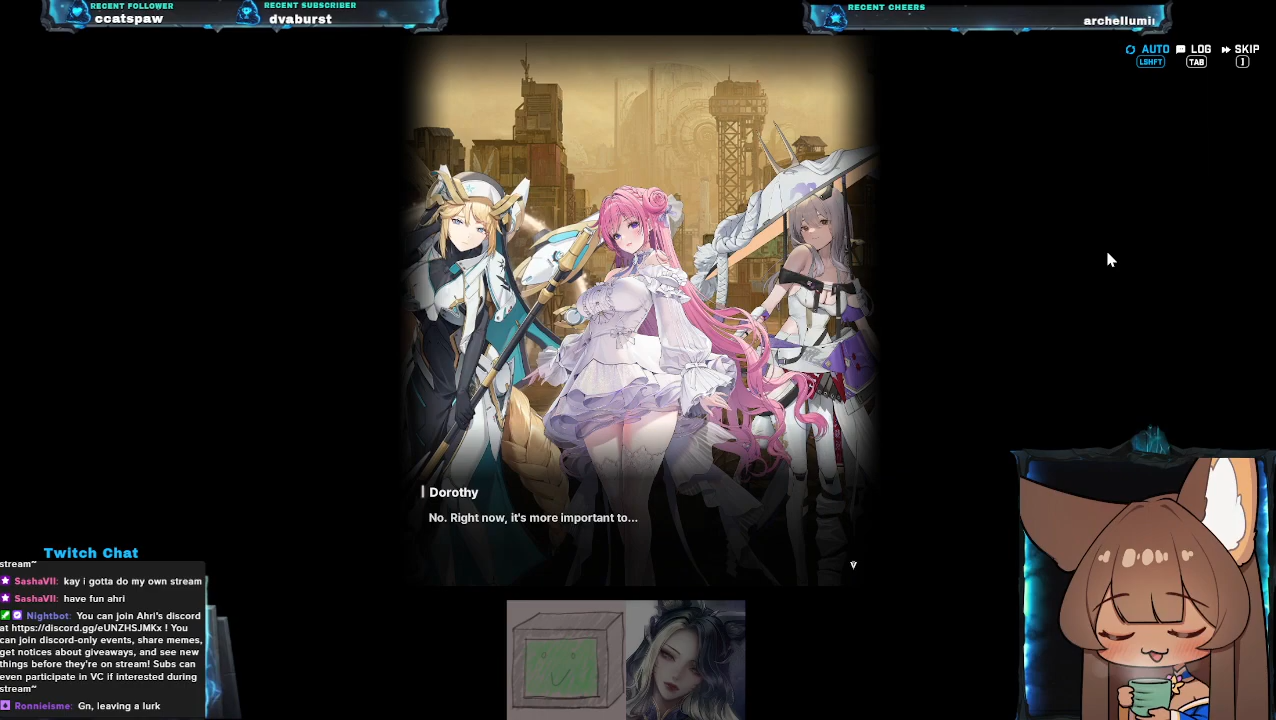 RECENT FOLLOWER
ccatspaw
RECENT SUBSCRIBER
dvaburst
RECENT CHEERS
archellumi
AUTO
LSHFT
LOG
TAB
SKIP
I
Dorothy
No. Right now, it's more important to...
Twitch Chat
stream~
SashaVII: kay i gotta do my own stream
SashaVII: have fun ahri
Nightbot: You can join Ahri's discord
at https://discord.gg/eUNZHSJMKx ! You
can join discord-only events, share memes,
get notices about giveaways, and see new
things before they're on stream! Subs can
even participate in VC if interested during
stream~
Ronnieisme: Gn, leaving a lurk